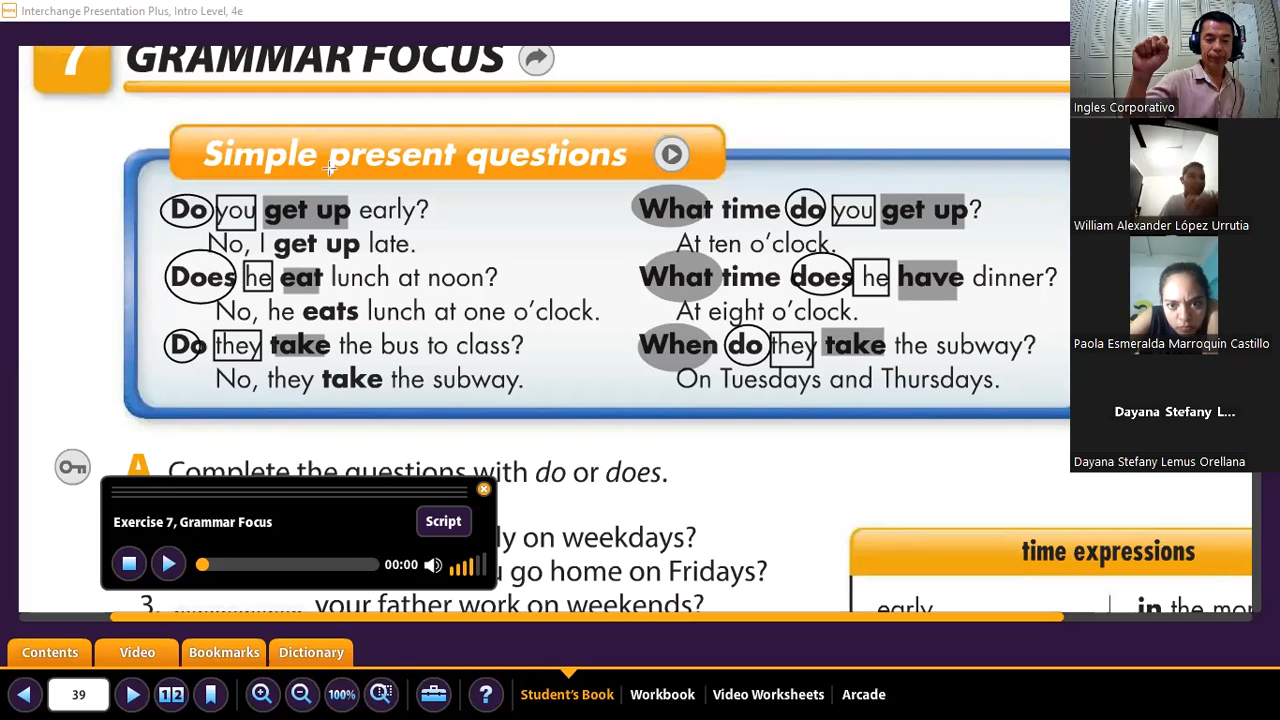 Interchange Presentation Plus, Intro Level, 4e
7 GRAMMAR FOCUS
Simple present questions
Do you get up early?
No, I get up late.
Does he eat lunch at noon?
No, he eats lunch at one o'clock.
Do they take the bus to class?
No, they take the subway.
What time do you get up?
At ten o'clock.
What time does he have dinner?
At eight o'clock.
When do they take the subway?
On Tuesdays and Thursdays.
A Complete the questions with do or does.
ly on weekdays?
u go home on Fridays?
3. your father work on weekends?
time expressions
early
in the mor
Exercise 7, Grammar Focus
Script
00:00
Contents
Video
Bookmarks
Dictionary
39
1 2
100%
?
Student's Book
Workbook
Video Worksheets
Arcade
Ingles Corporativo
William Alexander López Urrutia
Paola Esmeralda Marroquin Castillo
Dayana Stefany L...
Dayana Stefany Lemus Orellana